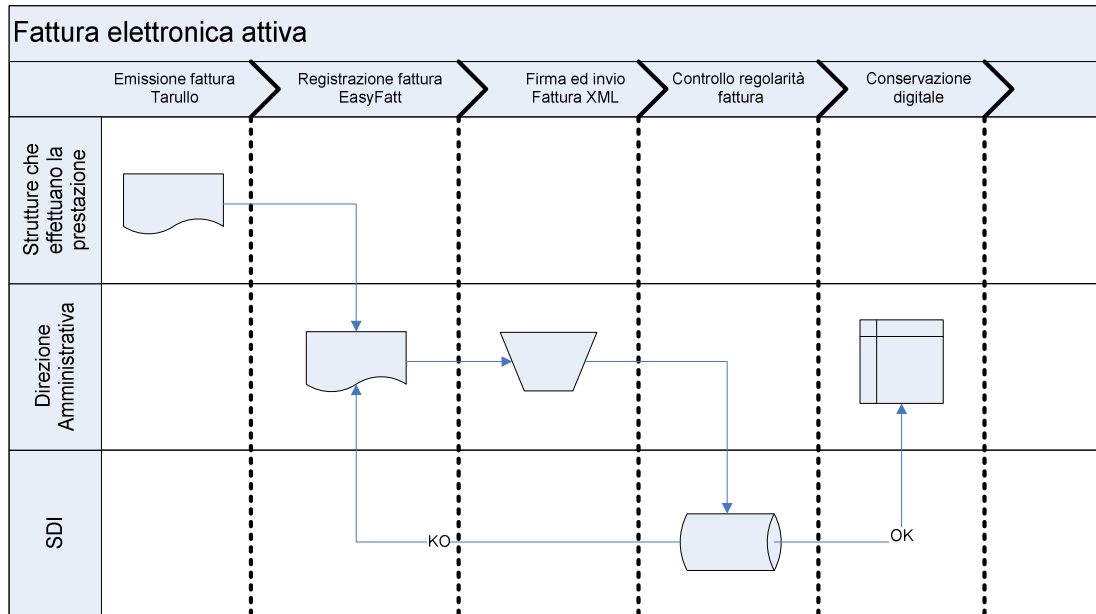 Fattura elettronica attiva
Emissione fattura
Tarullo
Registrazione fattura
EasyFatt
Firma ed invio
Fattura XML
Controllo regolarità
fattura
Conservazione
digitale
Strutture che
effettuano la
prestazione
Direzione
Amministrativa
SDI
KO
OK